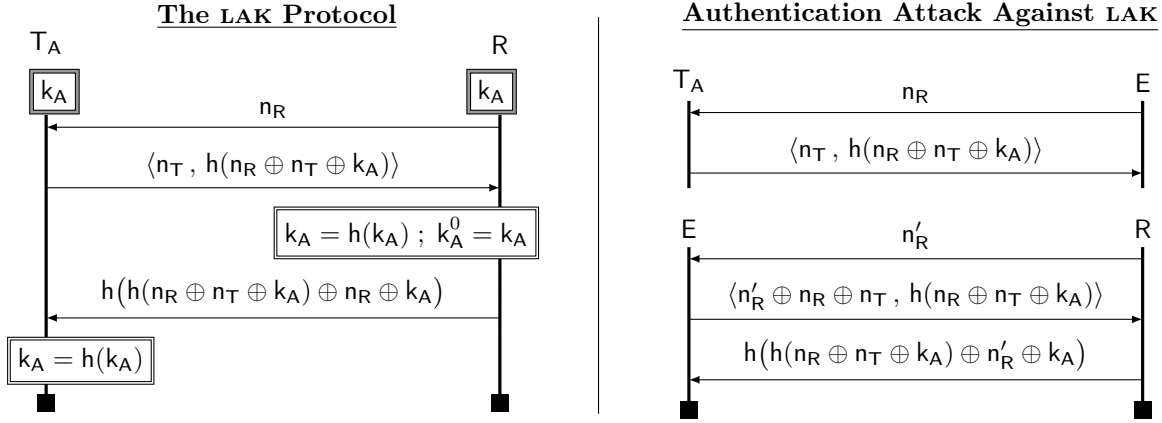 The LAK Protocol
T_A
R
k_A
k_A
n_R
⟨n_T , h(n_R ⊕ n_T ⊕ k_A)⟩
k_A = h(k_A) ; k_A^0 = k_A
h(h(n_R ⊕ n_T ⊕ k_A) ⊕ n_R ⊕ k_A)
k_A = h(k_A)
Authentication Attack Against LAK
T_A
E
n_R
⟨n_T , h(n_R ⊕ n_T ⊕ k_A)⟩
E
R
n′_R
⟨n′_R ⊕ n_R ⊕ n_T , h(n_R ⊕ n_T ⊕ k_A)⟩
h(h(n_R ⊕ n_T ⊕ k_A) ⊕ n′_R ⊕ k_A)